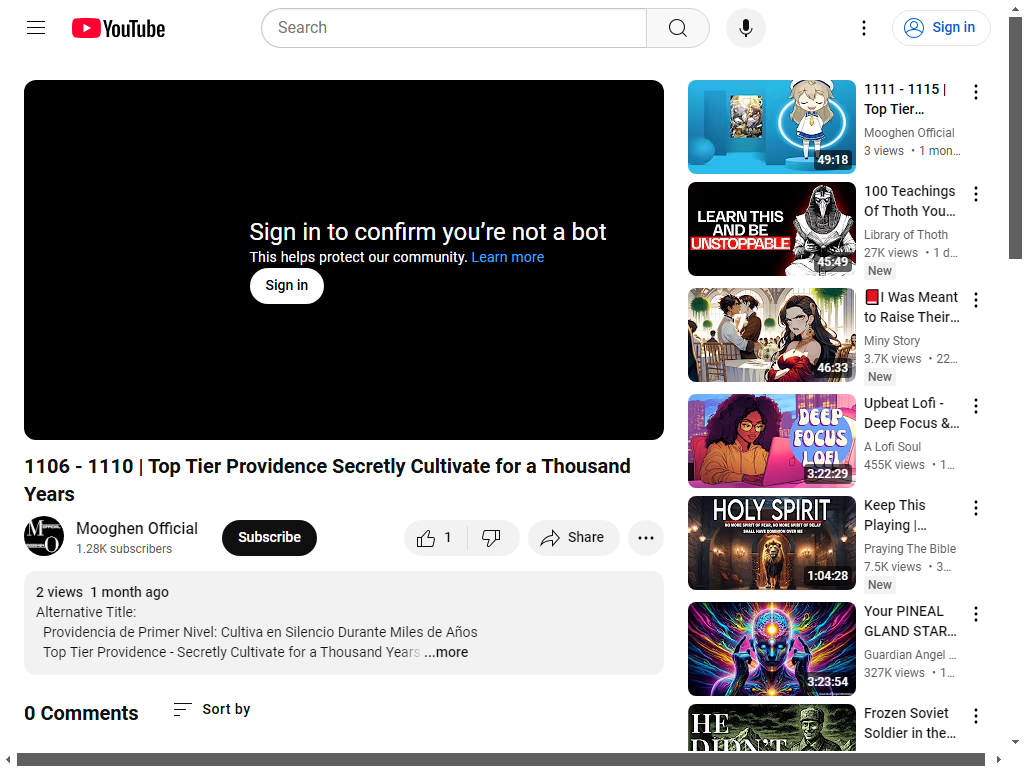 YouTube
Search
Sign in
Sign in to confirm you’re not a bot
This helps protect our community. Learn more
Sign in
1106 - 1110 | Top Tier Providence Secretly Cultivate for a Thousand
Years
Mooghen Official
1.28K subscribers
Subscribe
1
Share
2 views 1 month ago
Alternative Title:
Providencia de Primer Nivel: Cultiva en Silencio Durante Miles de Años
Top Tier Providence - Secretly Cultivate for a Thousand Years ...more
0 Comments
Sort by
49:18
1111 - 1115 |
Top Tier…
Mooghen Official
3 views • 1 mon…
LEARN THIS
AND BE
UNSTOPPABLE
45:49
100 Teachings
Of Thoth You…
Library of Thoth
27K views • 1 d…
New
46:33
📕I Was Meant
to Raise Their…
Miny Story
3.7K views • 22…
New
DEEP
FOCUS
LOFI
3:22:29
Upbeat Lofi -
Deep Focus &…
A Lofi Soul
455K views • 1…
HOLY SPIRIT
NO MORE SPIRIT OF FEAR, NO MORE SPIRIT OF DELAY
SHALL HAVE DOMINION OVER ME
1:04:28
Keep This
Playing |…
Praying The Bible
7.5K views • 3…
New
3:23:54
Your PINEAL
GLAND STAR…
Guardian Angel …
327K views • 1…
HE
DIDN'T
Frozen Soviet
Soldier in the…